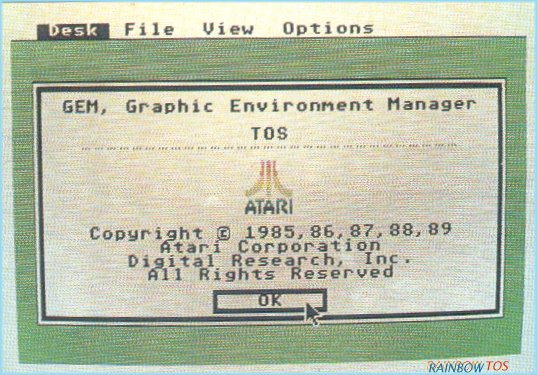 Desk File View Options
GEM, Graphic Environment Manager
TOS
ATARI
Copyright © 1985,86,87,88,89
Atari Corporation
Digital Research, Inc.
All Rights Reserved
OK
RAINBOW TOS